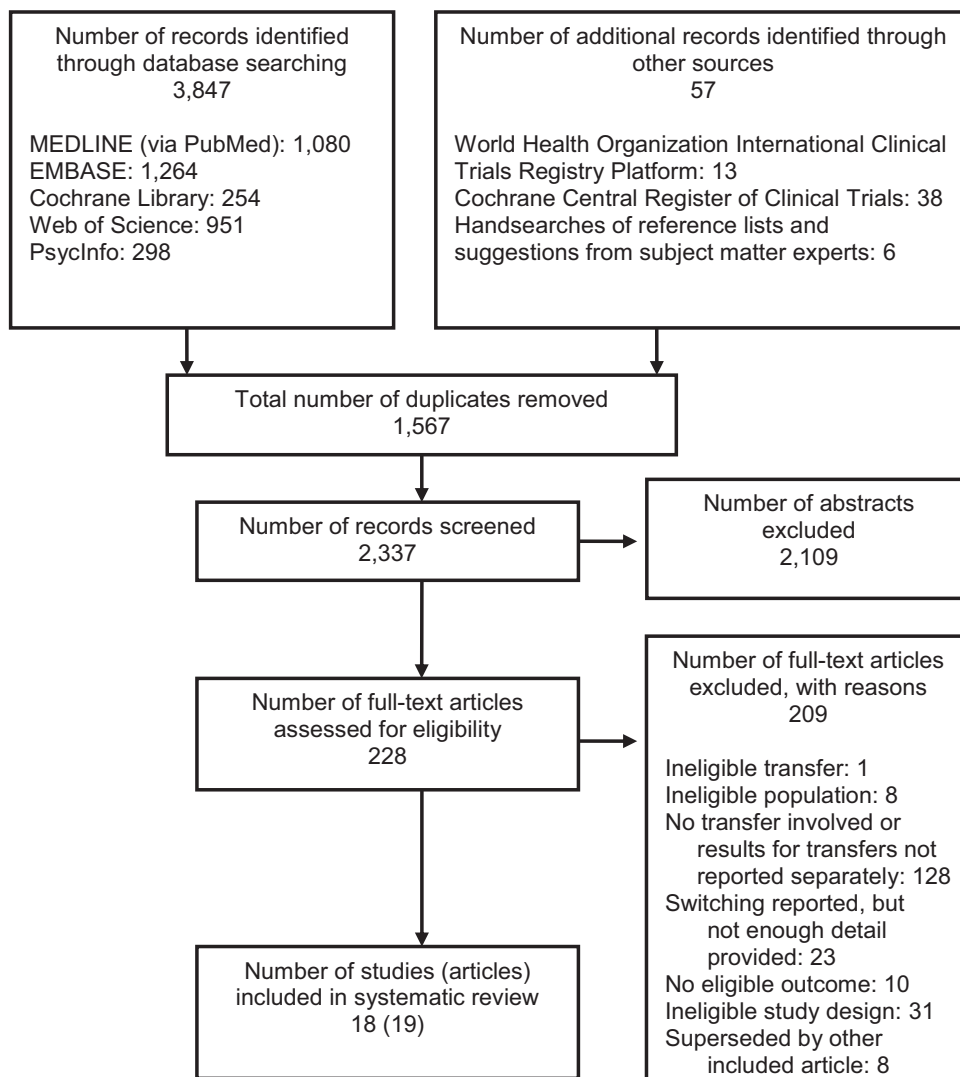 Number of records identified
through database searching
3,847
MEDLINE (via PubMed): 1,080
EMBASE: 1,264
Cochrane Library: 254
Web of Science: 951
PsycInfo: 298
Number of additional records identified through
other sources
57
World Health Organization International Clinical
Trials Registry Platform: 13
Cochrane Central Register of Clinical Trials: 38
Handsearches of reference lists and
suggestions from subject matter experts: 6
Total number of duplicates removed
1,567
Number of records screened
2,337
Number of abstracts
excluded
2,109
Number of full-text articles
assessed for eligibility
228
Number of full-text articles
excluded, with reasons
209
Ineligible transfer: 1
Ineligible population: 8
No transfer involved or
results for transfers not
reported separately: 128
Switching reported, but
not enough detail
provided: 23
No eligible outcome: 10
Ineligible study design: 31
Superseded by other
included article: 8
Number of studies (articles)
included in systematic review
18 (19)